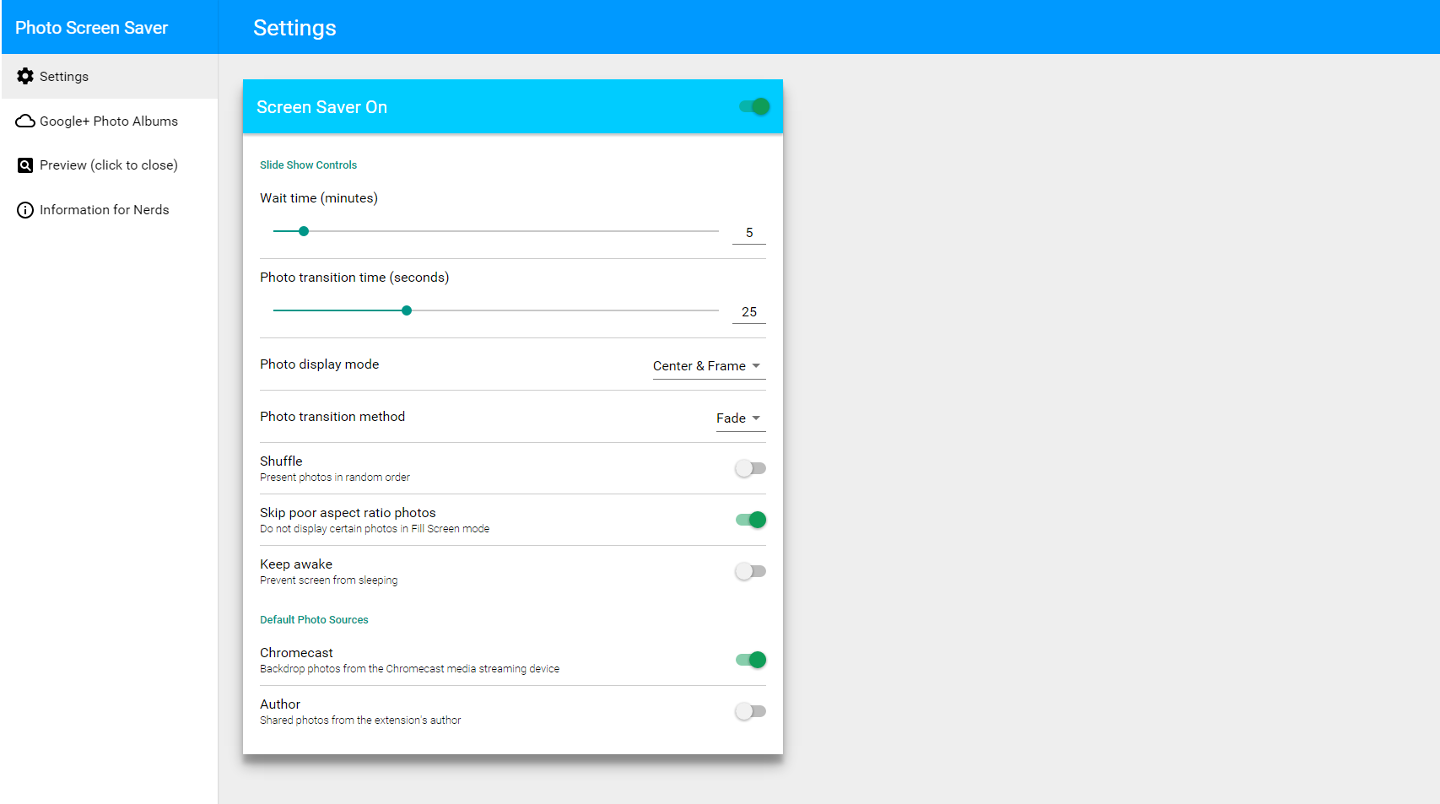 Photo Screen Saver
Settings
Settings
Google+ Photo Albums
Preview (click to close)
Information for Nerds
Screen Saver On
Slide Show Controls
Wait time (minutes)
5
Photo transition time (seconds)
25
Photo display mode
Center & Frame
Photo transition method
Fade
Shuffle
Present photos in random order
Skip poor aspect ratio photos
Do not display certain photos in Fill Screen mode
Keep awake
Prevent screen from sleeping
Default Photo Sources
Chromecast
Backdrop photos from the Chromecast media streaming device
Author
Shared photos from the extension's author